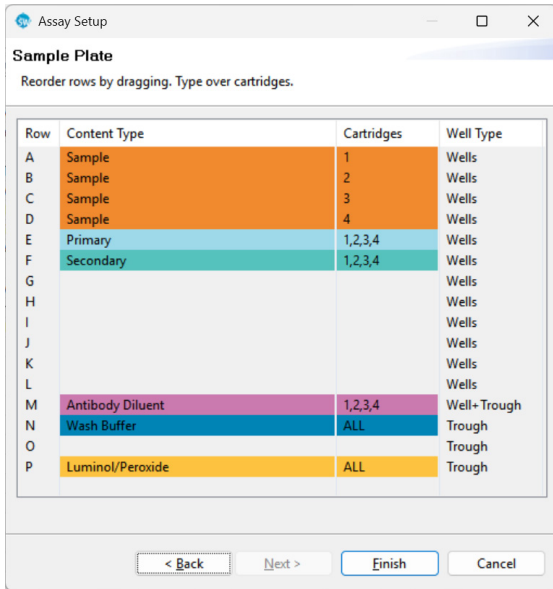 SW Assay Setup
Sample Plate
Reorder rows by dragging. Type over cartridges.
Row Content Type Cartridges Well Type
A Sample 1 Wells
B Sample 2 Wells
C Sample 3 Wells
D Sample 4 Wells
E Primary 1,2,3,4 Wells
F Secondary 1,2,3,4 Wells
G Wells
H Wells
I Wells
J Wells
K Wells
L Wells
M Antibody Diluent 1,2,3,4 Well+Trough
N Wash Buffer ALL Trough
O Trough
P Luminol/Peroxide ALL Trough
< Back Next > Finish Cancel